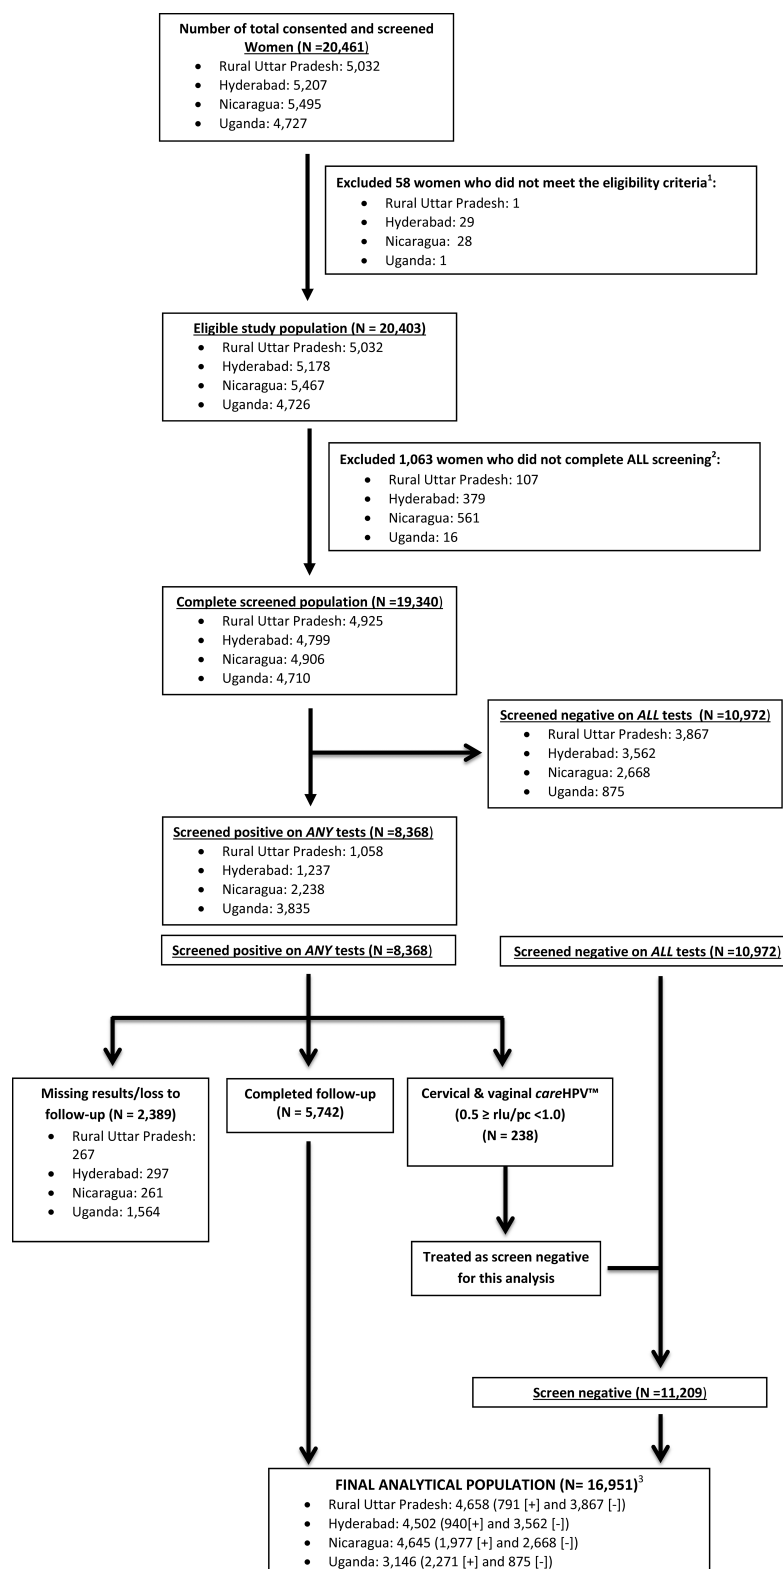 Number of total consented and screened
Women (N =20,461)
• Rural Uttar Pradesh: 5,032
• Hyderabad: 5,207
• Nicaragua: 5,495
• Uganda: 4,727
Excluded 58 women who did not meet the eligibility criteria1:
• Rural Uttar Pradesh: 1
• Hyderabad: 29
• Nicaragua: 28
• Uganda: 1
Eligible study population (N = 20,403)
• Rural Uttar Pradesh: 5,032
• Hyderabad: 5,178
• Nicaragua: 5,467
• Uganda: 4,726
Excluded 1,063 women who did not complete ALL screening2:
• Rural Uttar Pradesh: 107
• Hyderabad: 379
• Nicaragua: 561
• Uganda: 16
Complete screened population (N =19,340)
• Rural Uttar Pradesh: 4,925
• Hyderabad: 4,799
• Nicaragua: 4,906
• Uganda: 4,710
Screened negative on ALL tests (N =10,972)
• Rural Uttar Pradesh: 3,867
• Hyderabad: 3,562
• Nicaragua: 2,668
• Uganda: 875
Screened positive on ANY tests (N =8,368)
• Rural Uttar Pradesh: 1,058
• Hyderabad: 1,237
• Nicaragua: 2,238
• Uganda: 3,835
Screened positive on ANY tests (N =8,368)
Screened negative on ALL tests (N =10,972)
Missing results/loss to
follow-up (N = 2,389)
• Rural Uttar Pradesh:
267
• Hyderabad: 297
• Nicaragua: 261
• Uganda: 1,564
Completed follow-up
(N = 5,742)
Cervical & vaginal careHPV™
(0.5 ≥ rlu/pc <1.0)
(N = 238)
Treated as screen negative
for this analysis
Screen negative (N =11,209)
FINAL ANALYTICAL POPULATION (N= 16,951)3
• Rural Uttar Pradesh: 4,658 (791 [+] and 3,867 [-])
• Hyderabad: 4,502 (940[+] and 3,562 [-])
• Nicaragua: 4,645 (1,977 [+] and 2,668 [-])
• Uganda: 3,146 (2,271 [+] and 875 [-])